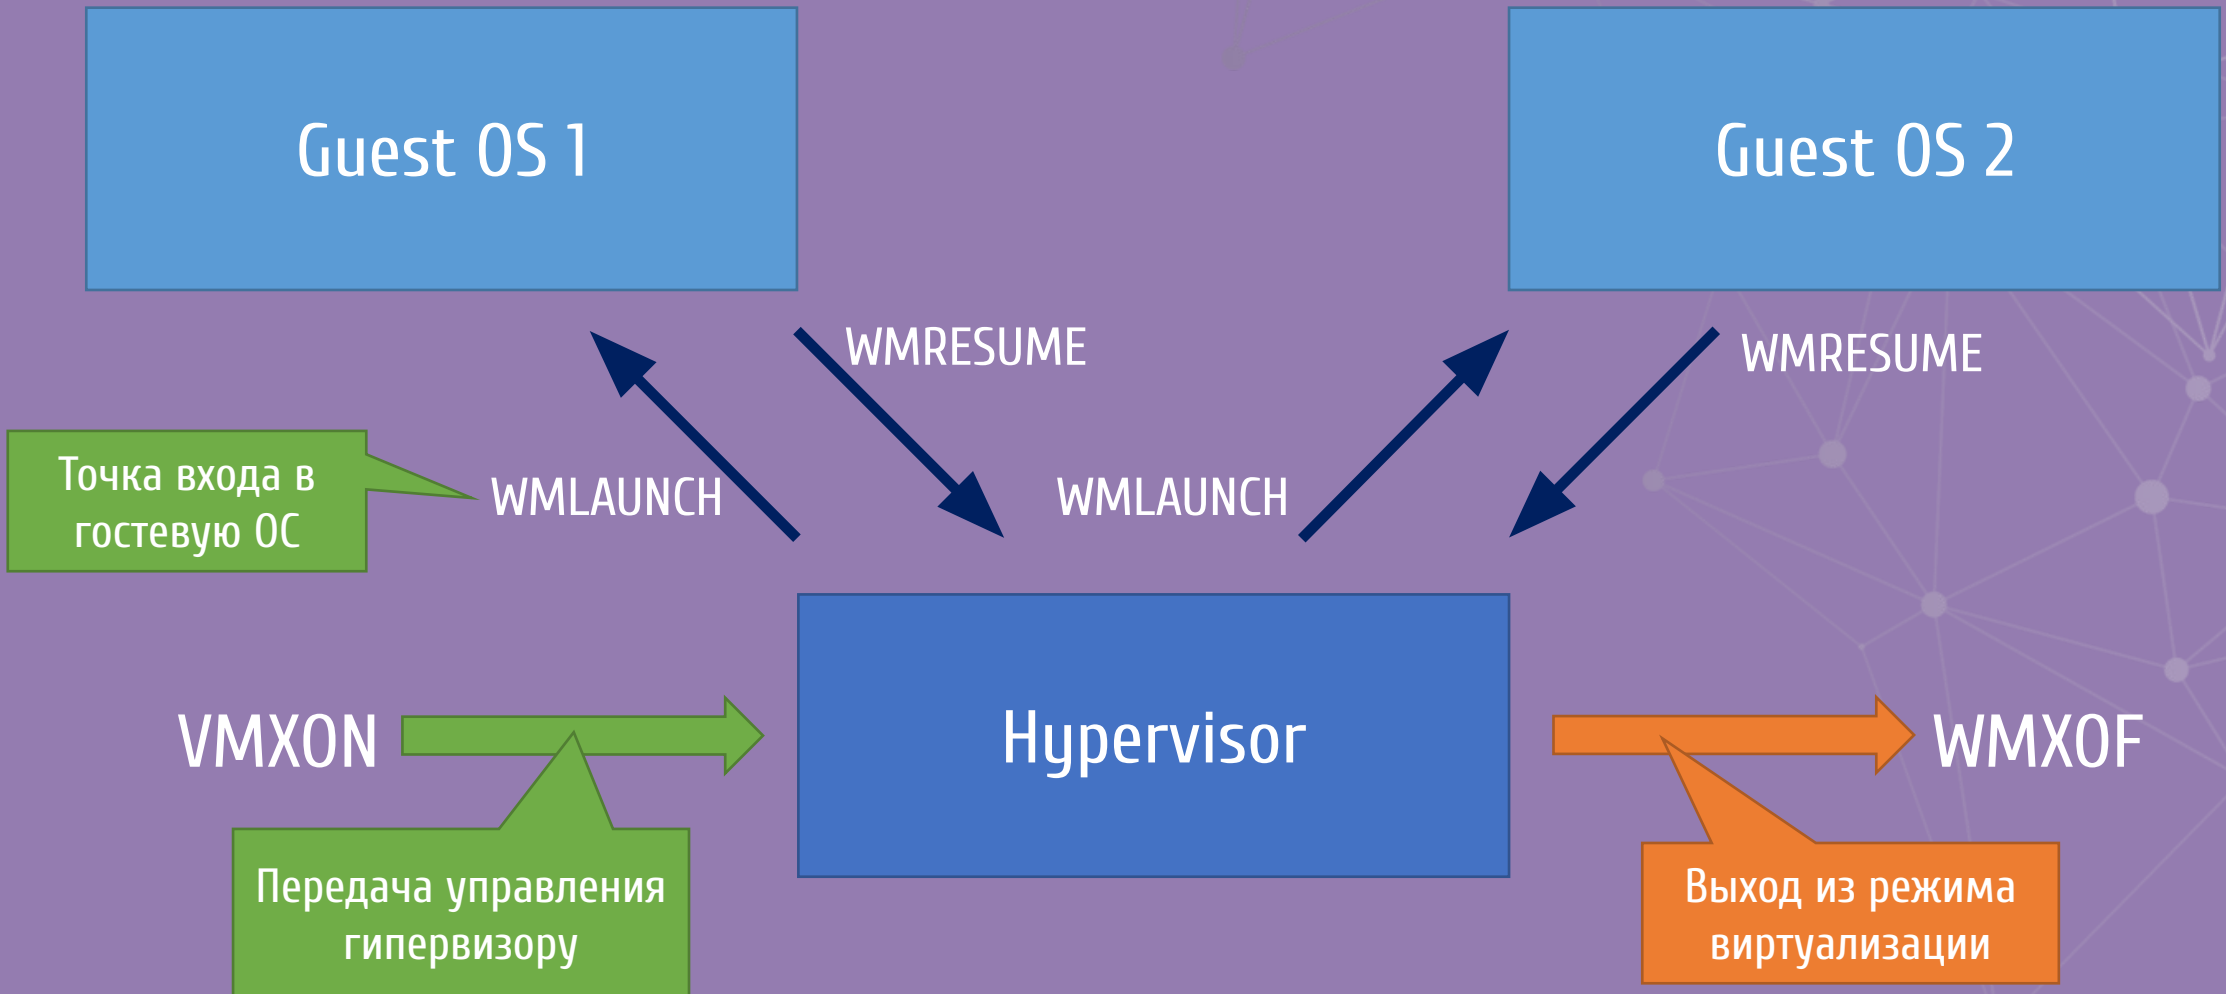 Guest OS 1
Guest OS 2
WMRESUME
WMRESUME
Точка входа в
гостевую ОС
WMLAUNCH
WMLAUNCH
VMXON
Hypervisor
WMXOF
Передача управления
гипервизору
Выход из режима
виртуализации